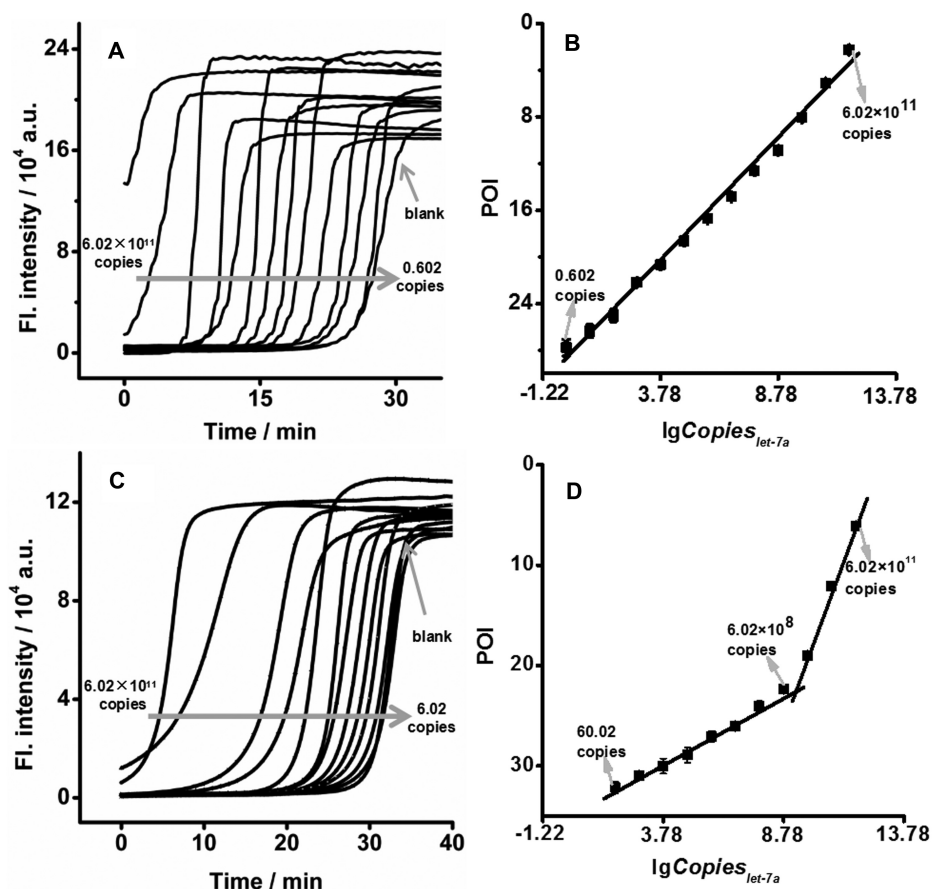 A
24
16
8
0
Fl. intensity / 10⁴ a.u.
6.02×10¹¹
copies
blank
0.602
copies
0
15
30
Time / min
B
0
8
16
24
POI
6.02×10¹¹
copies
0.602
copies
-1.22
3.78
8.78
13.78
lgCopies let-7a
C
12
8
4
0
Fl. intensity / 10⁴ a.u.
6.02×10¹¹
copies
blank
6.02
copies
0
10
20
30
40
Time / min
D
0
10
20
30
POI
6.02×10¹¹
copies
6.02×10⁸
copies
60.02
copies
-1.22
3.78
8.78
13.78
lgCopies let-7a